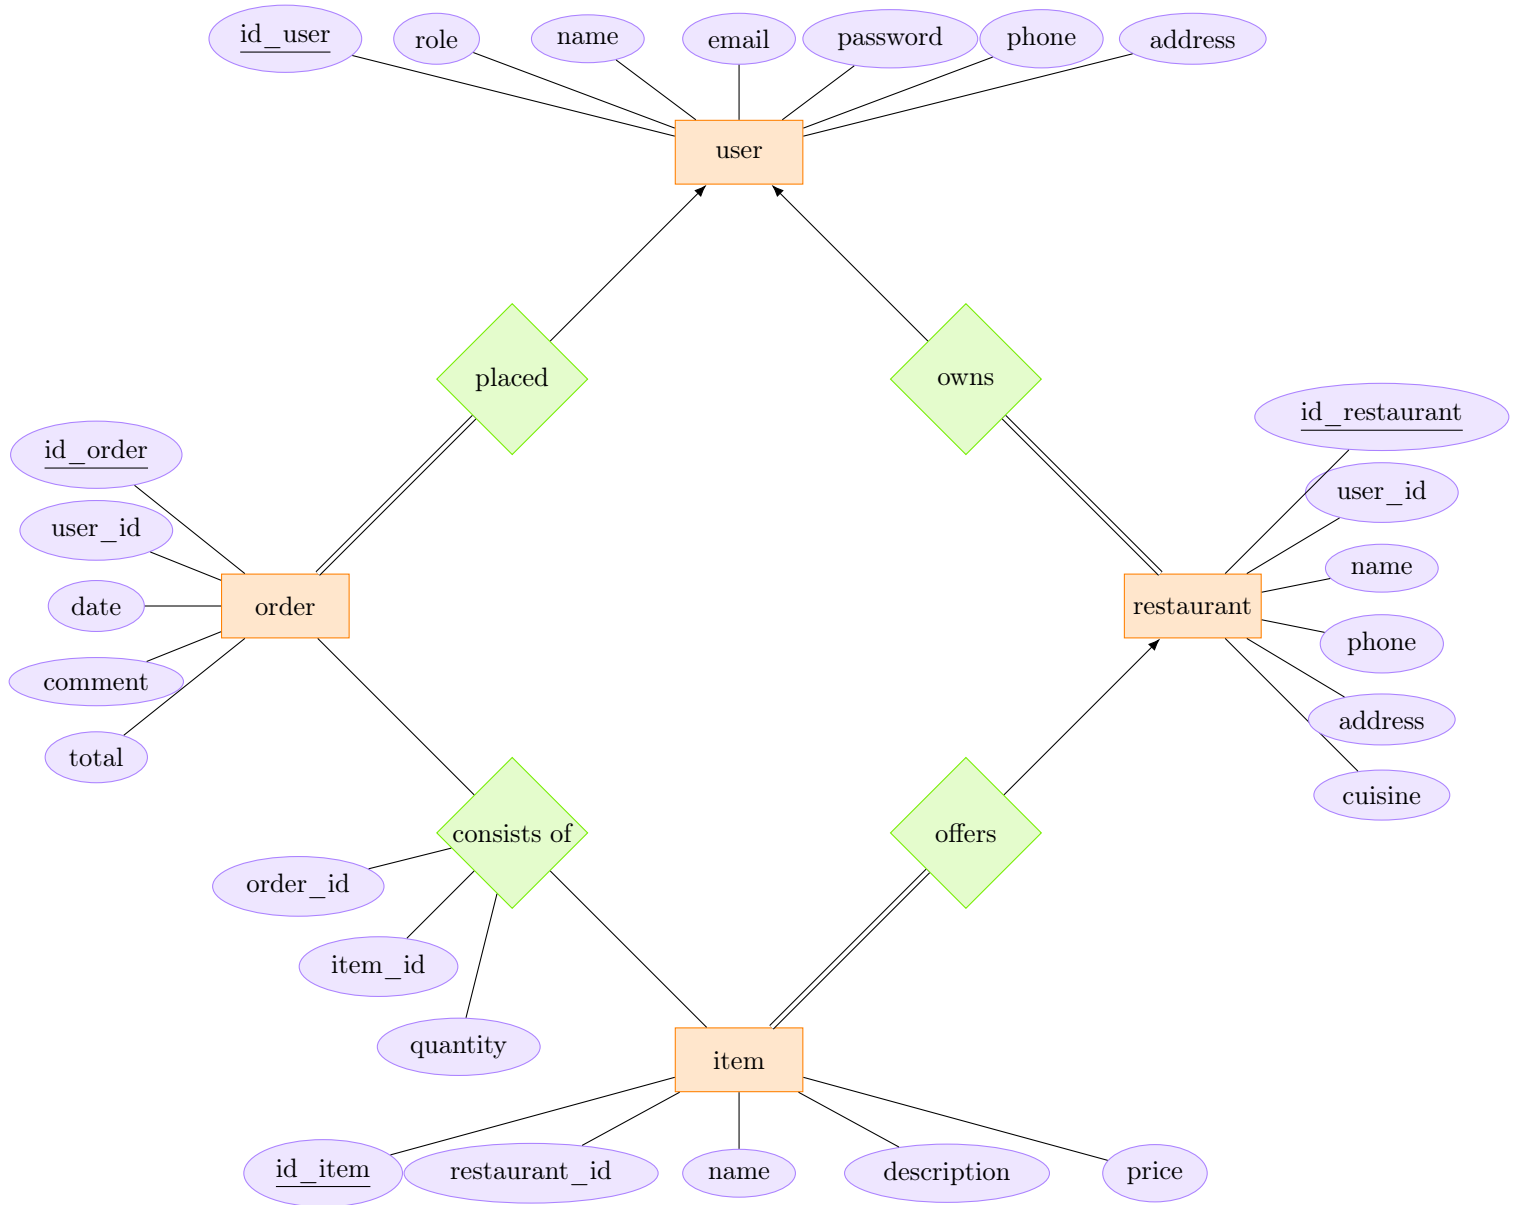 id_user
role
name
email
password
phone
address
user
placed
owns
id_restaurant
id_order
user_id
user_id
name
date
order
restaurant
phone
comment
address
total
cuisine
consists of
offers
order_id
item_id
quantity
item
id_item
restaurant_id
name
description
price